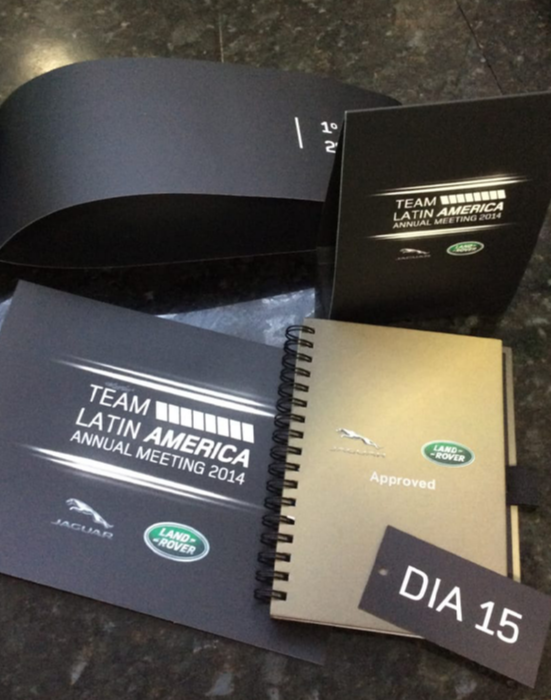 1º
TEAM
LATIN AMERICA
ANNUAL MEETING 2014
JAGUAR
LAND-
-ROVER
TEAM
LATIN AMERICA
ANNUAL MEETING 2014
JAGUAR
LAND-
-ROVER
JAGUAR
LAND-
-ROVER
Approved
DIA 15